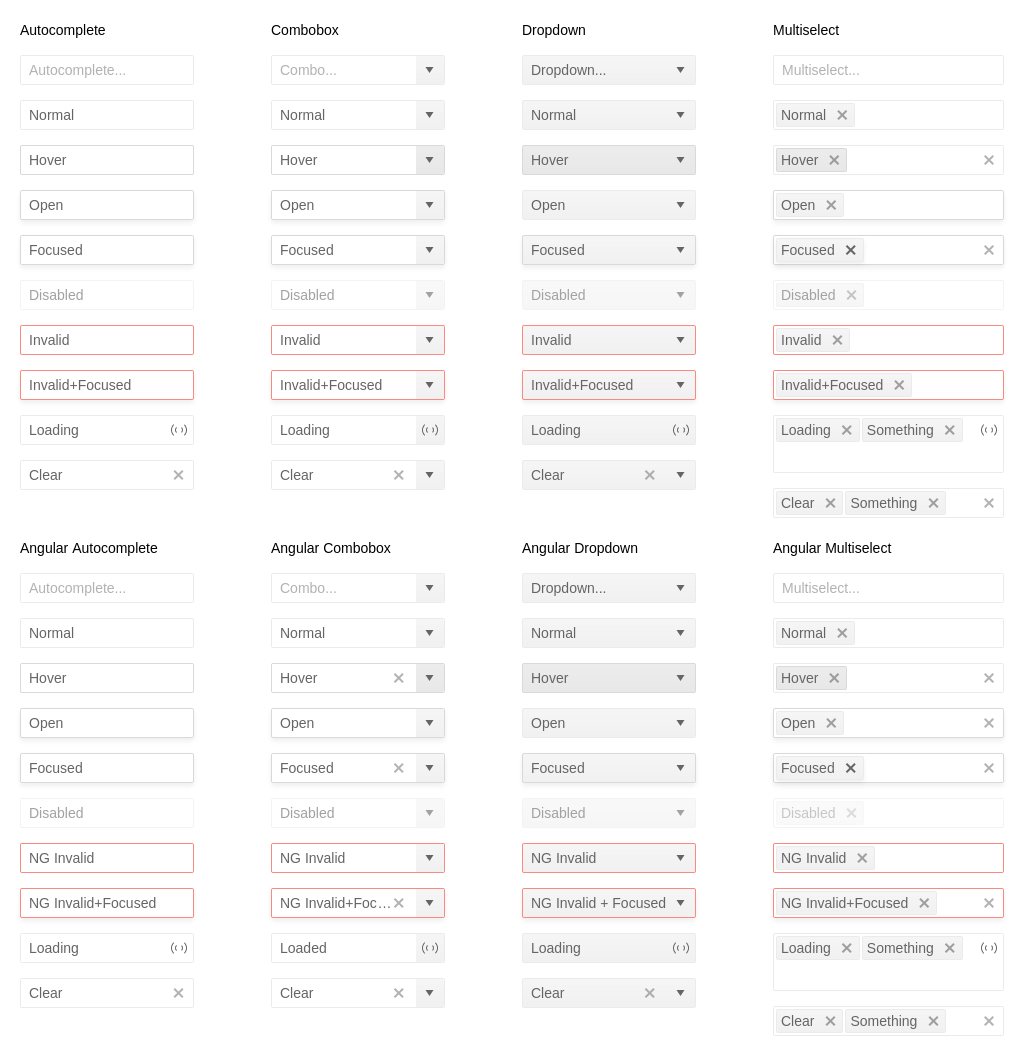 Autocomplete Combobox Dropdown Multiselect
Autocomplete... Combo... Dropdown... Multiselect...
Normal Normal Normal Normal
Hover Hover Hover Hover
Open Open Open Open
Focused Focused Focused Focused
Disabled Disabled Disabled Disabled
Invalid Invalid Invalid Invalid
Invalid+Focused Invalid+Focused Invalid+Focused Invalid+Focused
Loading Loading Loading Loading Something
Clear Clear Clear
Clear Something
Angular Autocomplete Angular Combobox Angular Dropdown Angular Multiselect
Autocomplete... Combo... Dropdown... Multiselect...
Normal Normal Normal Normal
Hover Hover Hover Hover
Open Open Open Open
Focused Focused Focused Focused
Disabled Disabled Disabled Disabled
NG Invalid NG Invalid NG Invalid NG Invalid
NG Invalid+Focused NG Invalid+Foc... NG Invalid + Focused NG Invalid+Focused
Loading Loaded Loading Loading Something
Clear Clear Clear
Clear Something